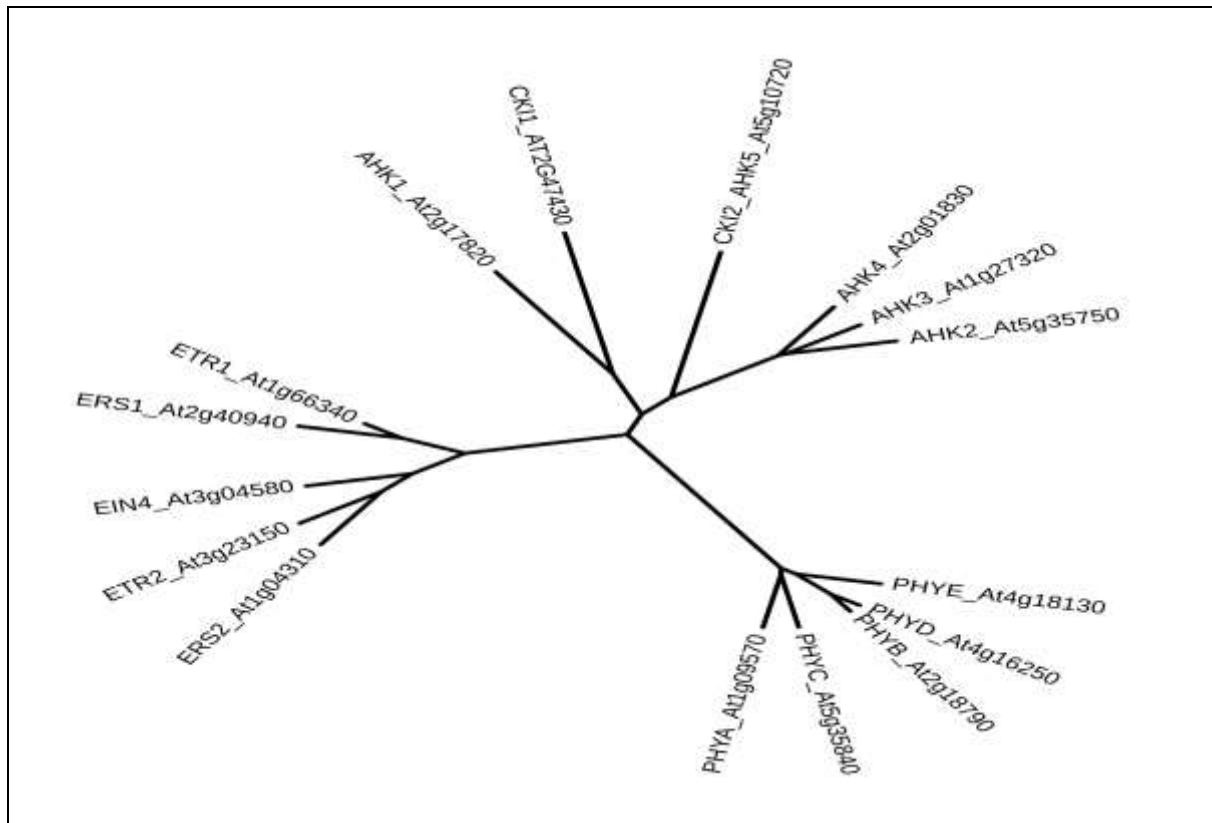 CKI1_AT2G47430
CKI2_AHK5_At5g10720
AHK1_At2g17820
AHK4_At2g01830
AHK3_At1g27320
AHK2_At5g35750
ETR1_At1g66340
ERS1_At2g40940
EIN4_At3g04580
ETR2_At3g23150
ERS2_At1g04310
PHYE_At4g18130
PHYD_At4g16250
PHYB_At2g18790
PHYC_At5g35840
PHYA_At1g09570